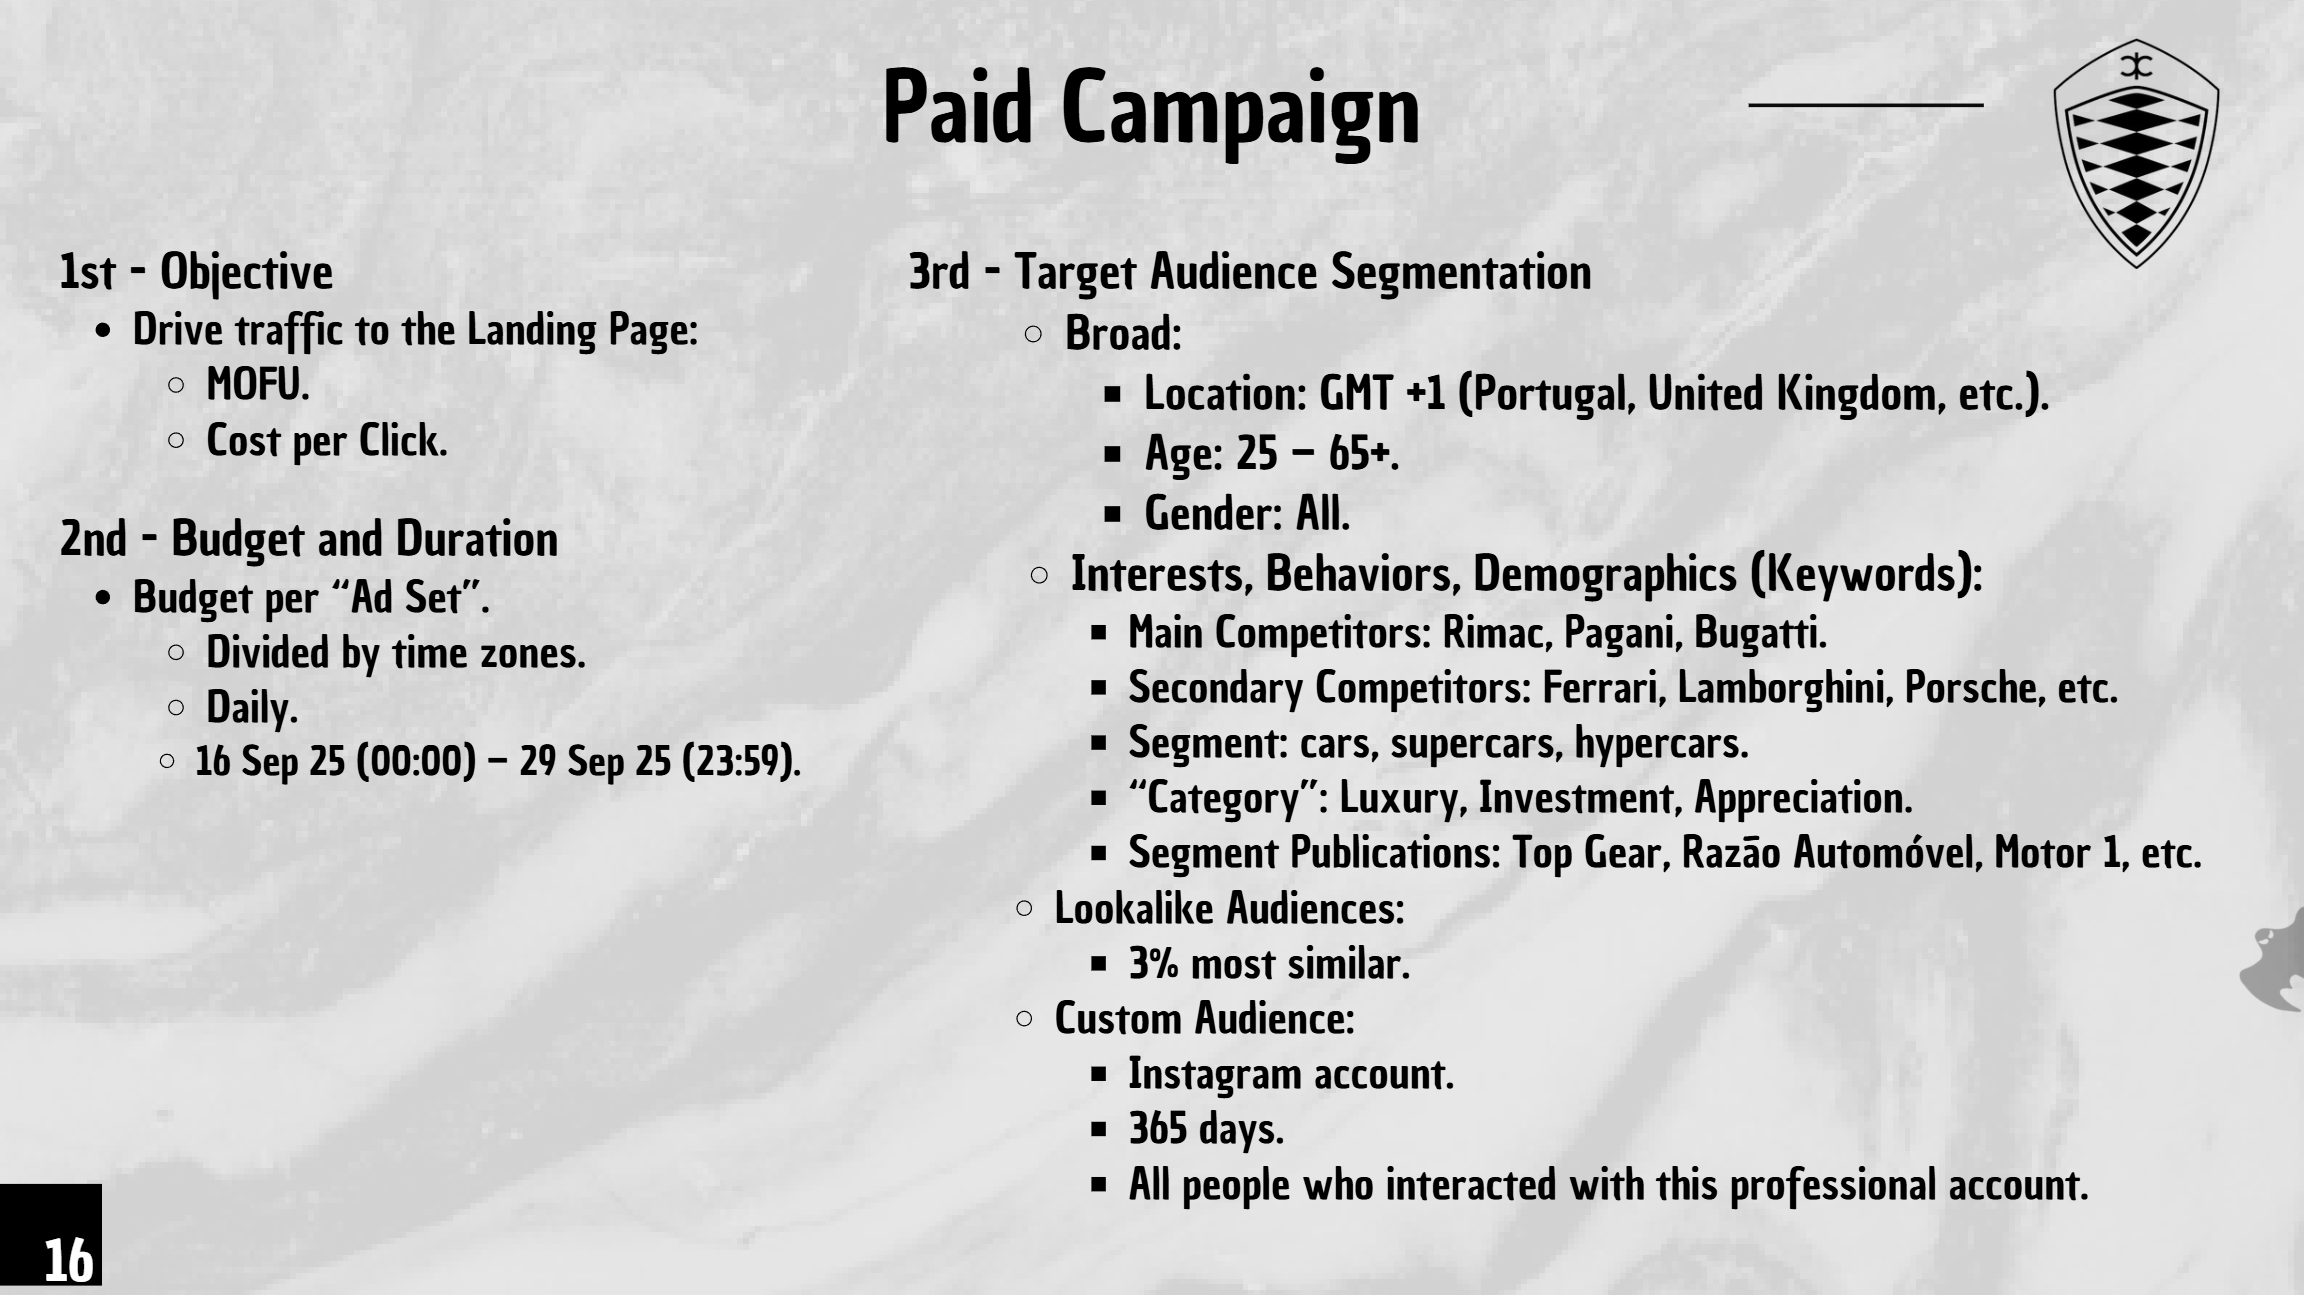 Paid Campaign
1st - Objective
Drive traffic to the Landing Page:
MOFU.
Cost per Click.
2nd - Budget and Duration
Budget per “Ad Set”.
Divided by time zones.
Daily.
16 Sep 25 (00:00) – 29 Sep 25 (23:59).
3rd - Target Audience Segmentation
Broad:
Location: GMT +1 (Portugal, United Kingdom, etc.).
Age: 25 – 65+.
Gender: All.
Interests, Behaviors, Demographics (Keywords):
Main Competitors: Rimac, Pagani, Bugatti.
Secondary Competitors: Ferrari, Lamborghini, Porsche, etc.
Segment: cars, supercars, hypercars.
“Category”: Luxury, Investment, Appreciation.
Segment Publications: Top Gear, Razão Automóvel, Motor 1, etc.
Lookalike Audiences:
3% most similar.
Custom Audience:
Instagram account.
365 days.
All people who interacted with this professional account.
16